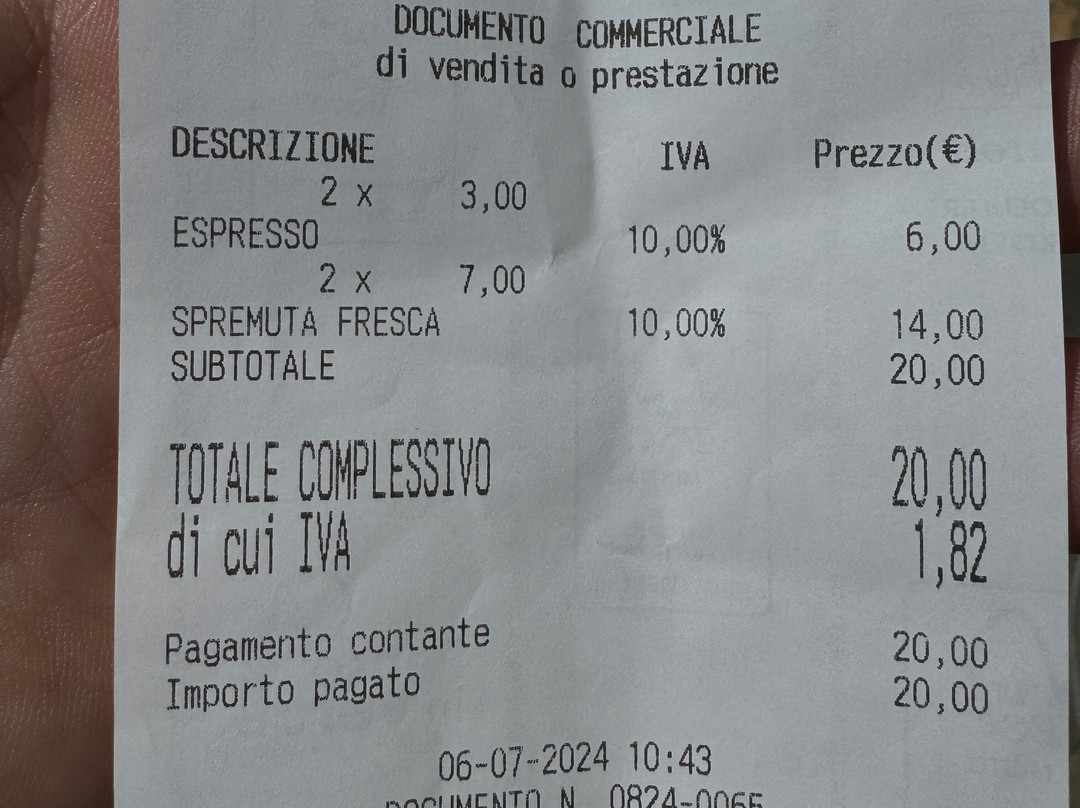 DOCUMENTO COMMERCIALE
di vendita o prestazione
DESCRIZIONE IVA Prezzo(€)
2 x 3,00
ESPRESSO 10,00% 6,00
2 x 7,00
SPREMUTA FRESCA 10,00% 14,00
SUBTOTALE 20,00
TOTALE COMPLESSIVO 20,00
di cui IVA 1,82
Pagamento contante 20,00
Importo pagato 20,00
06-07-2024 10:43
DOCUMENTO N.